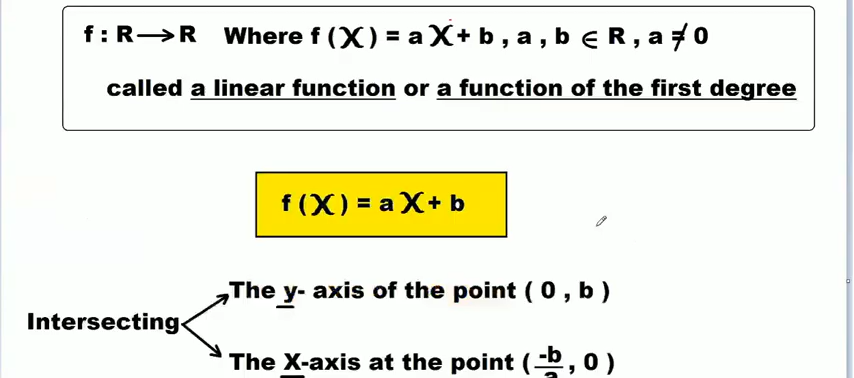 f : R → R Where f ( X ) = a X + b , a , b ∈ R , a ≠ 0
called a linear function or a function of the first degree
f ( X ) = a X + b
The y- axis of the point ( 0 , b )
Intersecting
The X-axis at the point ( -b/a , 0 )